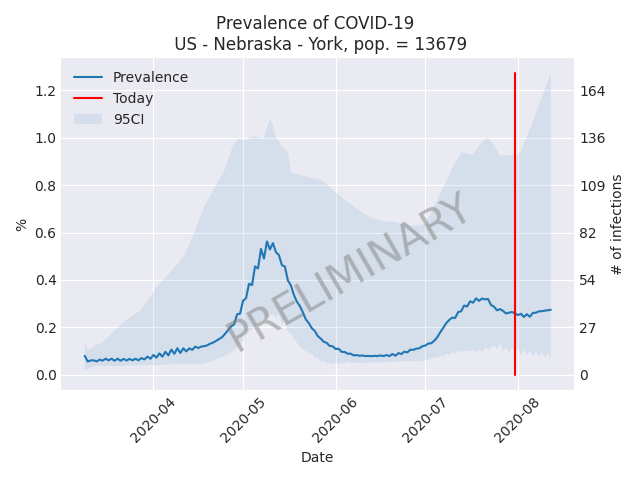 Prevalence of COVID-19
US - Nebraska - York, pop. = 13679
Prevalence
Today
95CI
1.2
1.0
0.8
0.6
0.4
0.2
0.0
%
164
136
109
82
54
27
0
# of infections
PRELIMINARY
2020-04
2020-05
2020-06
2020-07
2020-08
Date